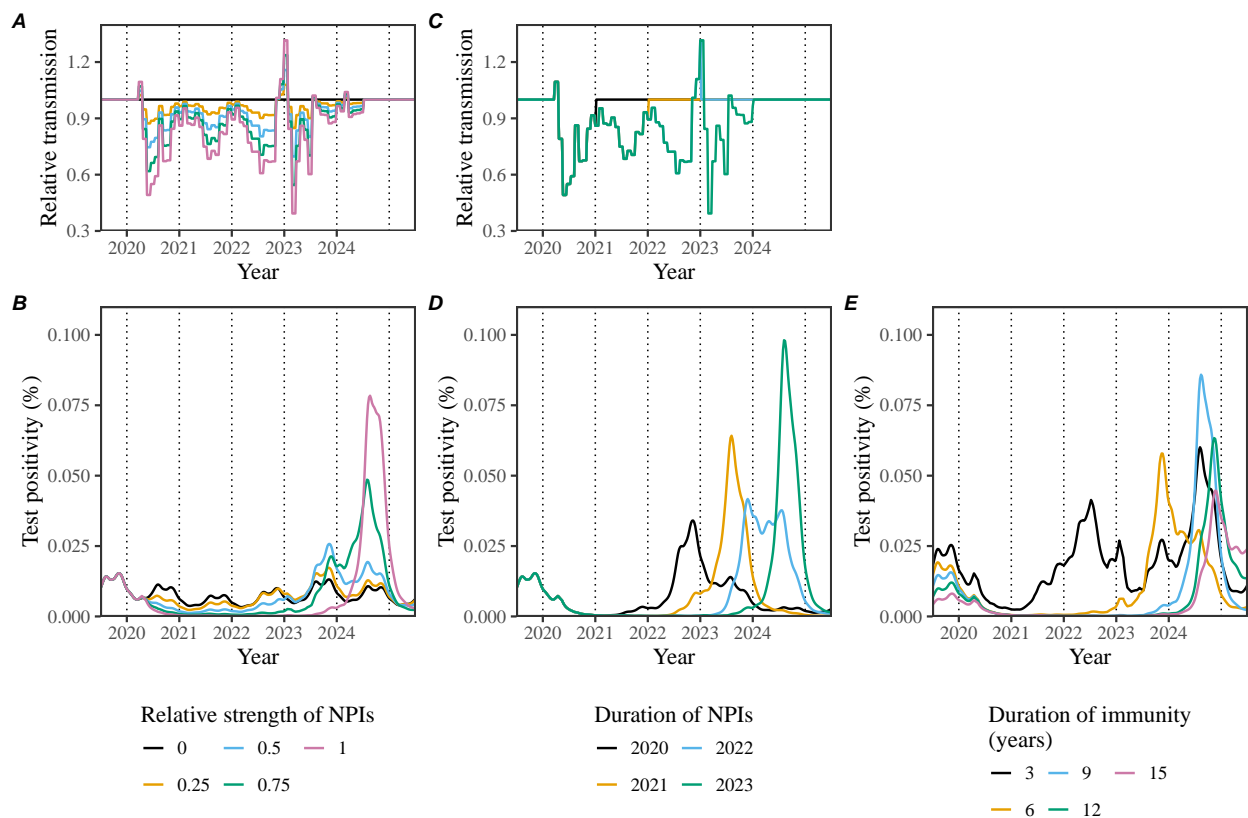 A
Relative transmission
1.2
0.9
0.6
0.3
2020 2021 2022 2023 2024
Year
C
Relative transmission
1.2
0.9
0.6
0.3
2020 2021 2022 2023 2024
Year
B
Test positivity (%)
0.100
0.075
0.050
0.025
0.000
2020 2021 2022 2023 2024
Year
D
Test positivity (%)
0.100
0.075
0.050
0.025
0.000
2020 2021 2022 2023 2024
Year
E
Test positivity (%)
0.100
0.075
0.050
0.025
0.000
2020 2021 2022 2023 2024
Year
Relative strength of NPIs
0 0.5 1
0.25 0.75
Duration of NPIs
2020 2022
2021 2023
Duration of immunity
(years)
3 9 15
6 12